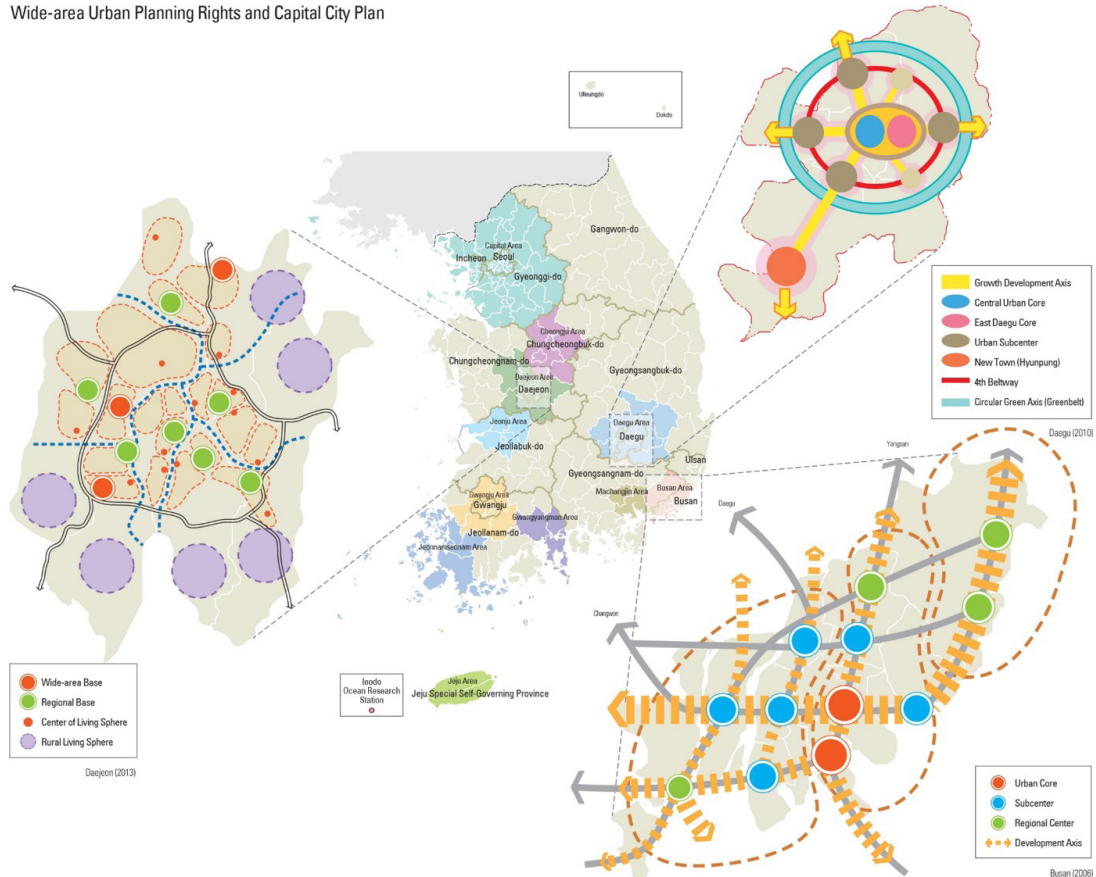 Wide-area Urban Planning Rights and Capital City Plan
Ulleungdo
Dokdo
Gangwon-do
Capital Area
Seoul
Incheon
Gyeonggi-do
Cheongju Area
Chungcheongbuk-do
Chungcheongnam-do
Daejeon Area
Daejeon
Gyeongsangbuk-do
Jeonju Area
Jeollabuk-do
Daegu Area
Daegu
Ulsan
Gyeongsangnam-do
Machangjin Area
Busan Area
Busan
Gwangju Area
Gwangju
Gwangyangman Area
Jeollanam-do
Jeonnamseonam Area
Ieodo
Ocean Research
Station
Jeju Area
Jeju Special Self-Governing Province
Growth Development Axis
Central Urban Core
East Daegu Core
Urban Subcenter
New Town (Hyunpung)
4th Beltway
Circular Green Axis (Greenbelt)
Daegu (2010)
Yangsan
Daegu
Changwon
Wide-area Base
Regional Base
Center of Living Sphere
Rural Living Sphere
Daejeon (2013)
Urban Core
Subcenter
Regional Center
Development Axis
Busan (2006)